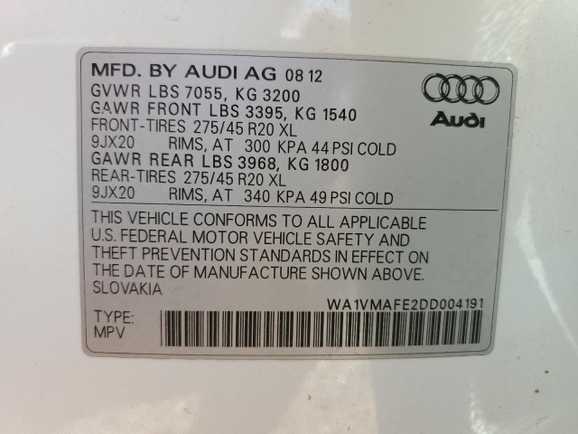 MFD. BY AUDI AG 08 12
GVWR LBS 7055, KG 3200
GAWR FRONT LBS 3395, KG 1540
FRONT-TIRES 275/45 R20 XL
9JX20 RIMS, AT 300 KPA 44 PSI COLD
GAWR REAR LBS 3968, KG 1800
REAR-TIRES 275/45 R20 XL
9JX20 RIMS, AT 340 KPA 49 PSI COLD
Audi
THIS VEHICLE CONFORMS TO ALL APPLICABLE
U.S. FEDERAL MOTOR VEHICLE SAFETY AND
THEFT PREVENTION STANDARDS IN EFFECT ON
THE DATE OF MANUFACTURE SHOWN ABOVE.
SLOVAKIA
WA1VMAFE2DD004191
TYPE:
MPV